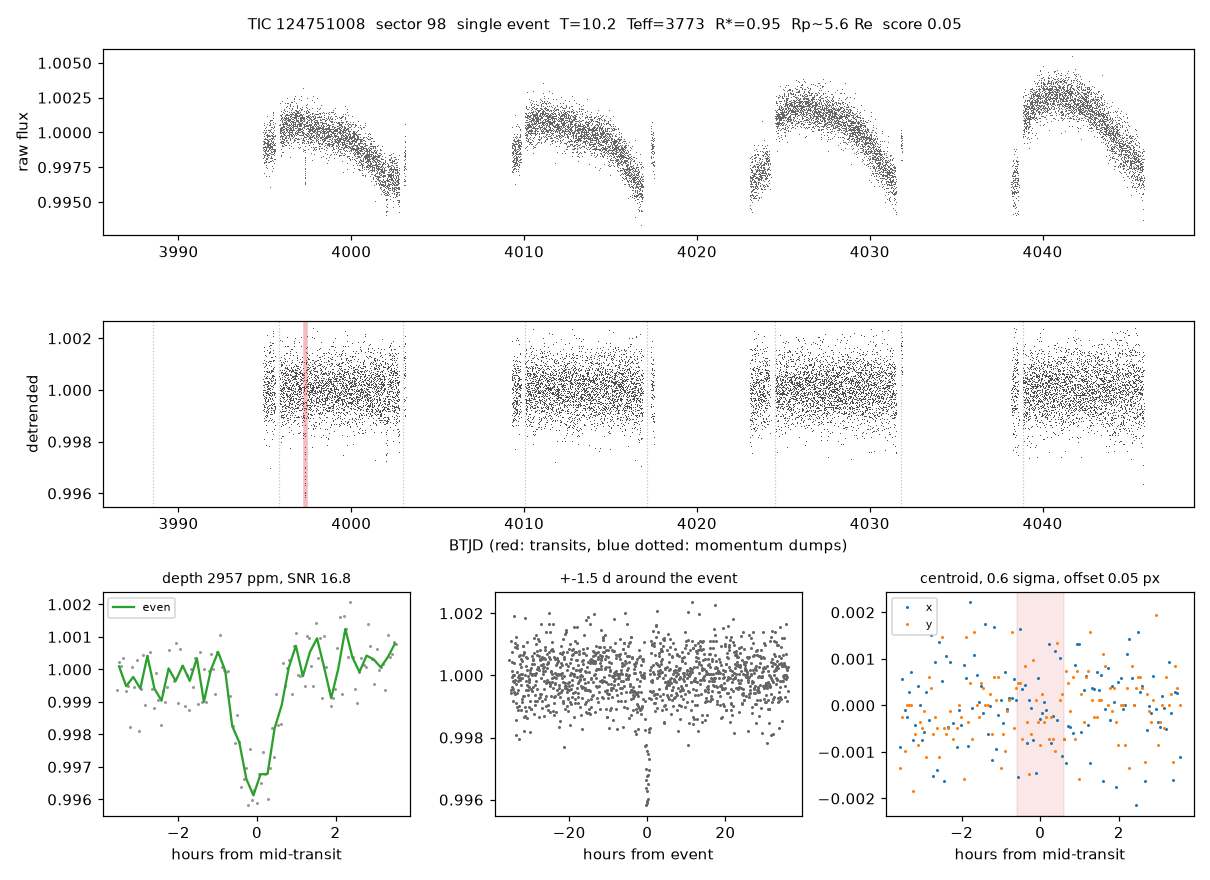 TIC 124751008  sector 98  single event  T=10.2  Teff=3773  R*=0.95  Rp~5.6 Re  score 0.05
1.0050
1.0025
1.0000
0.9975
0.9950
raw flux
3990 4000 4010 4020 4030 4040
1.002
1.000
0.998
0.996
detrended
3990 4000 4010 4020 4030 4040
BTJD (red: transits, blue dotted: momentum dumps)
depth 2957 ppm, SNR 16.8
even
1.002
1.001
1.000
0.999
0.998
0.997
0.996
−2 0 2
hours from mid-transit
+-1.5 d around the event
1.002
1.000
0.998
0.996
−20 0 20
hours from event
centroid, 0.6 sigma, offset 0.05 px
x
y
0.002
0.001
0.000
−0.001
−0.002
−2 0 2
hours from mid-transit